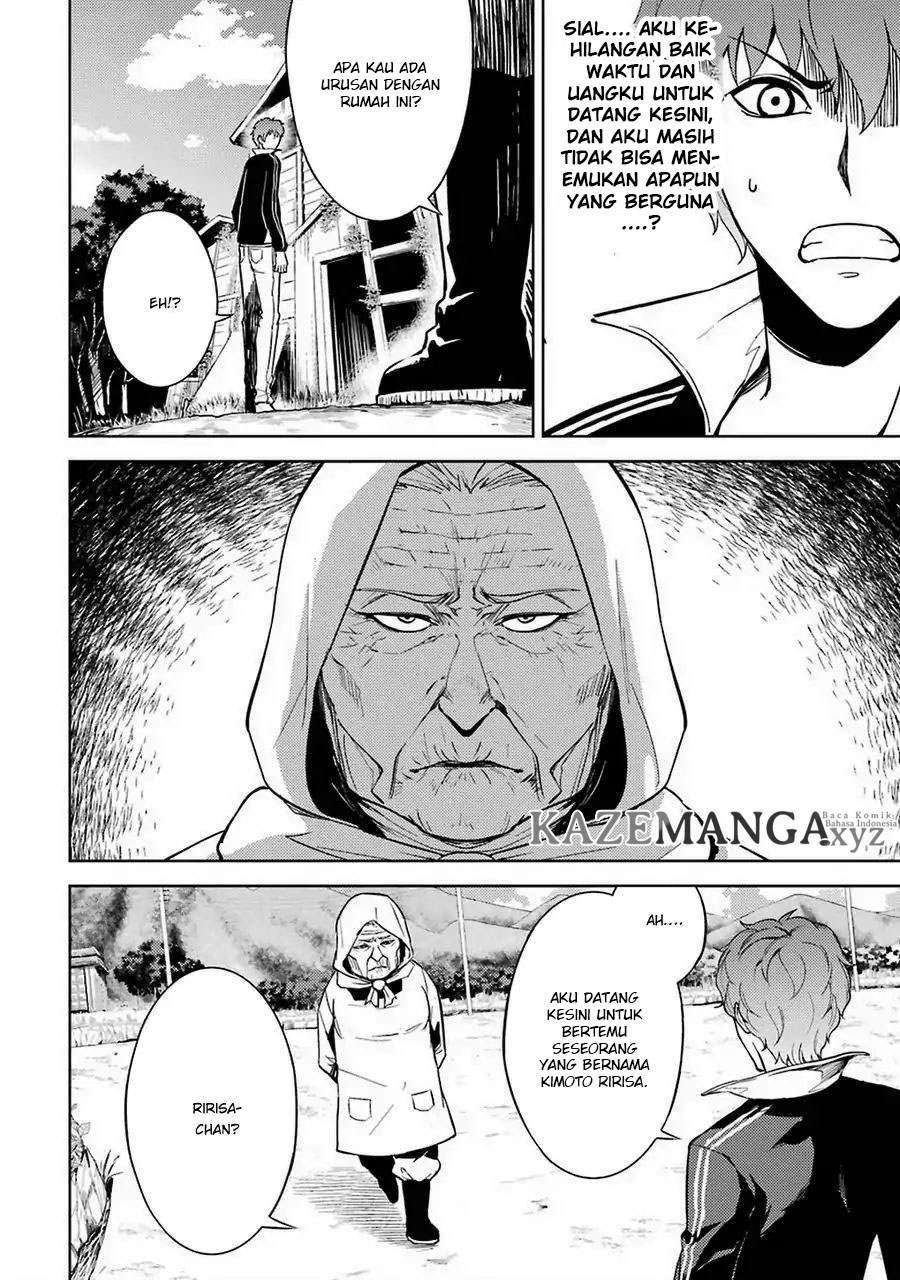 SIAL.... AKU KE-
HILANGAN BAIK
WAKTU DAN
UANGKU UNTUK
DATANG KESINI,
DAN AKU MASIH
TIDAK BISA MEN-
EMUKAN APAPUN
YANG BERGUNA
....?
APA KAU ADA
URUSAN DENGAN
RUMAH INI?
EH!?
KAZEMANGA.xyz
Baca Komik:
Bahasa Indonesia
AH....
AKU DATANG
KESINI UNTUK
BERTEMU
SESEORANG
YANG BERNAMA
KIMOTO RIRISA.
RIRISA-
CHAN?